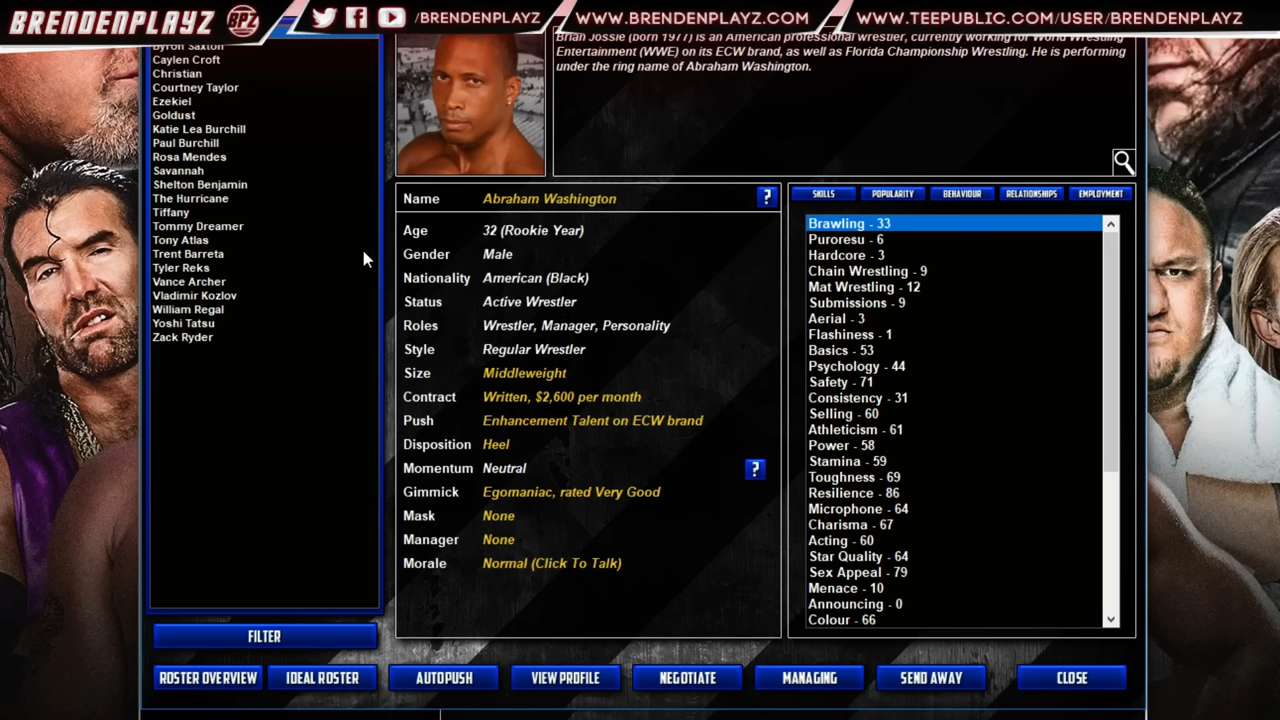 BRENDENPLAYZ BPZ /BRENDENPLAYZ WWW.BRENDENPLAYZ.COM WWW.TEEPUBLIC.COM/USER/BRENDENPLAYZ
Byron Saxton
Caylen Croft
Christian
Courtney Taylor
Ezekiel
Goldust
Katie Lea Burchill
Paul Burchill
Rosa Mendes
Savannah
Shelton Benjamin
The Hurricane
Tiffany
Tommy Dreamer
Tony Atlas
Trent Barreta
Tyler Reks
Vance Archer
Vladimir Kozlov
William Regal
Yoshi Tatsu
Zack Ryder
FILTER
Brian Jossie (born 1977) is an American professional wrestler, currently working for World Wrestling
Entertainment (WWE) on its ECW brand, as well as Florida Championship Wrestling. He is performing
under the ring name of Abraham Washington.
Name Abraham Washington ?
Age 32 (Rookie Year)
Gender Male
Nationality American (Black)
Status Active Wrestler
Roles Wrestler, Manager, Personality
Style Regular Wrestler
Size Middleweight
Contract Written, $2,600 per month
Push Enhancement Talent on ECW brand
Disposition Heel
Momentum Neutral ?
Gimmick Egomaniac, rated Very Good
Mask None
Manager None
Morale Normal (Click To Talk)
SKILLS POPULARITY BEHAVIOUR RELATIONSHIPS EMPLOYMENT
Brawling - 33
Puroresu - 6
Hardcore - 3
Chain Wrestling - 9
Mat Wrestling - 12
Submissions - 9
Aerial - 3
Flashiness - 1
Basics - 53
Psychology - 44
Safety - 71
Consistency - 31
Selling - 60
Athleticism - 61
Power - 58
Stamina - 59
Toughness - 69
Resilience - 86
Microphone - 64
Charisma - 67
Acting - 60
Star Quality - 64
Sex Appeal - 79
Menace - 10
Announcing - 0
Colour - 66
ROSTER OVERVIEW IDEAL ROSTER AUTOPUSH VIEW PROFILE NEGOTIATE MANAGING SEND AWAY CLOSE